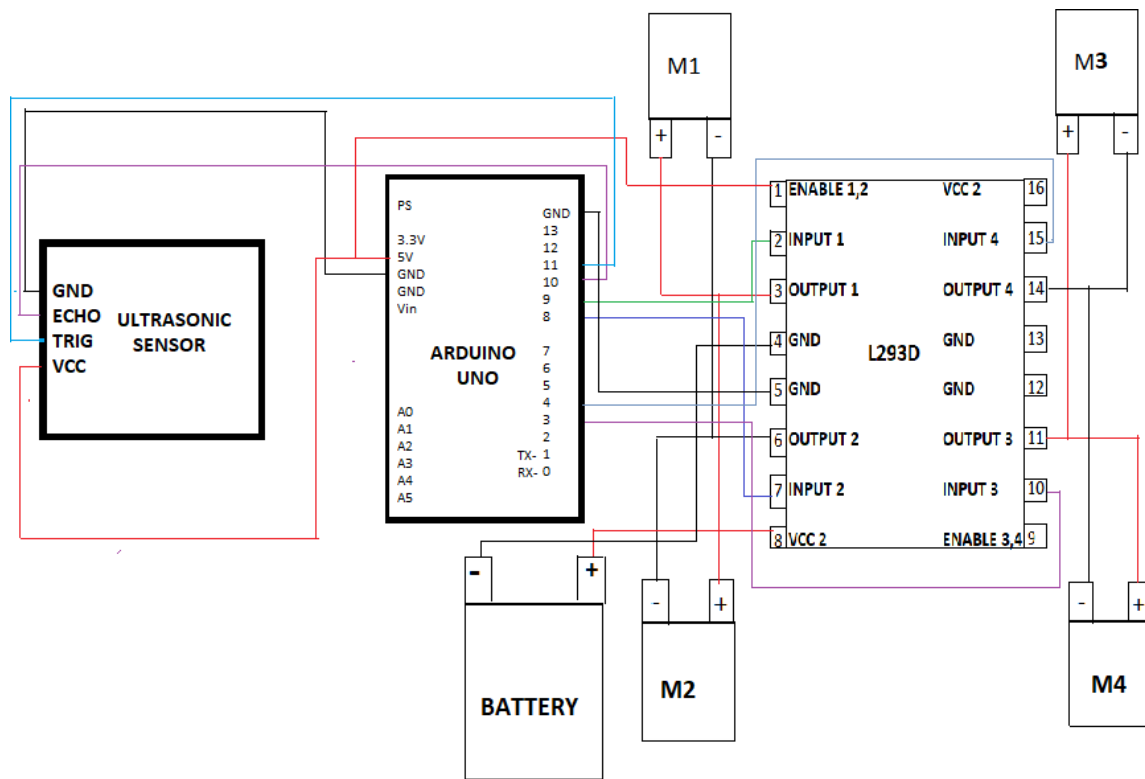 M1
+
-
M3
+
-
GND
ECHO
TRIG
VCC
ULTRASONIC
SENSOR
PS
3.3V
5V
GND
GND
Vin
A0
A1
A2
A3
A4
A5
ARDUINO
UNO
GND
13
12
11
10
9
8
7
6
5
4
3
2
TX- 1
RX- 0
1 ENABLE 1,2
2 INPUT 1
3 OUTPUT 1
4 GND
5 GND
6 OUTPUT 2
7 INPUT 2
8 VCC 2
L293D
VCC 2 16
INPUT 4 15
OUTPUT 4 14
GND 13
GND 12
OUTPUT 3 11
INPUT 3 10
ENABLE 3,4 9
-
+
BATTERY
-
+
M2
-
+
M4